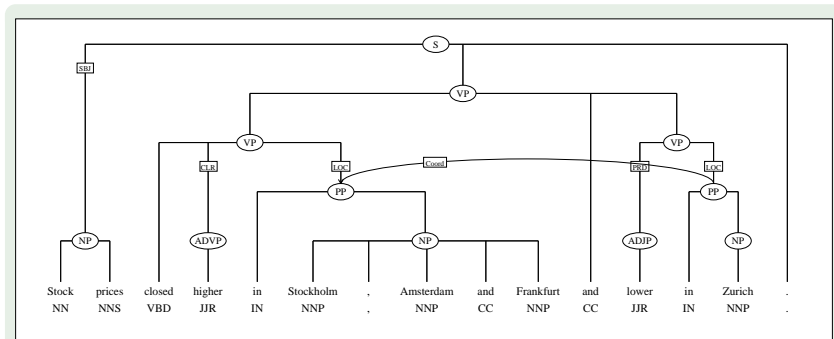 S
SBJ
VP
VP VP
CLR LOC Coord PRD LOC
PP PP
NP ADVP NP ADJP NP
Stock prices closed higher in Stockholm , Amsterdam and Frankfurt and lower in Zurich .
NN NNS VBD JJR IN NNP , NNP CC NNP CC JJR IN NNP .